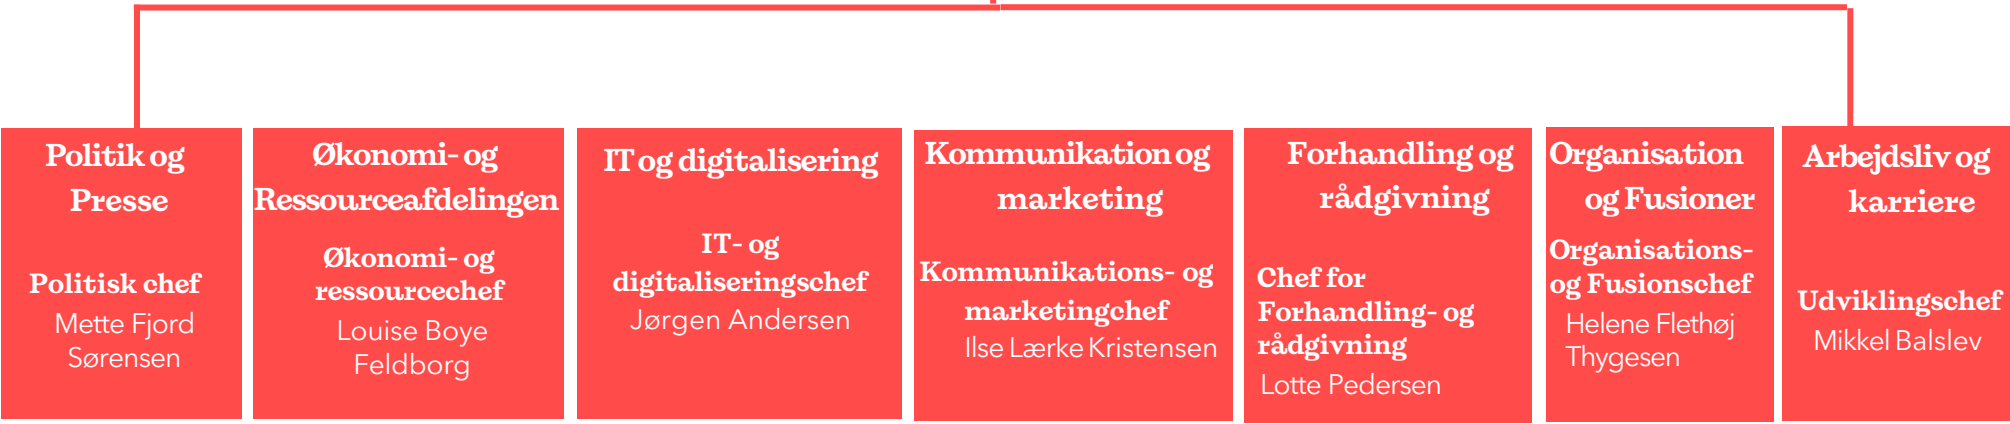 Politik og
Presse
Politisk chef
Mette Fjord
Sørensen
Økonomi- og
Ressourceafdelingen
Økonomi- og
ressourcechef
Louise Boye
Feldborg
IT og digitalisering
IT- og
digitaliseringschef
Jørgen Andersen
Kommunikation og
marketing
Kommunikations- og
marketingchef
Ilse Lærke Kristensen
Forhandling og
rådgivning
Chef for
Forhandling- og
rådgivning
Lotte Pedersen
Organisation
og Fusioner
Organisations-
og Fusionschef
Helene Flethøj
Thygesen
Arbejdsliv og
karriere
Udviklingschef
Mikkel Balslev